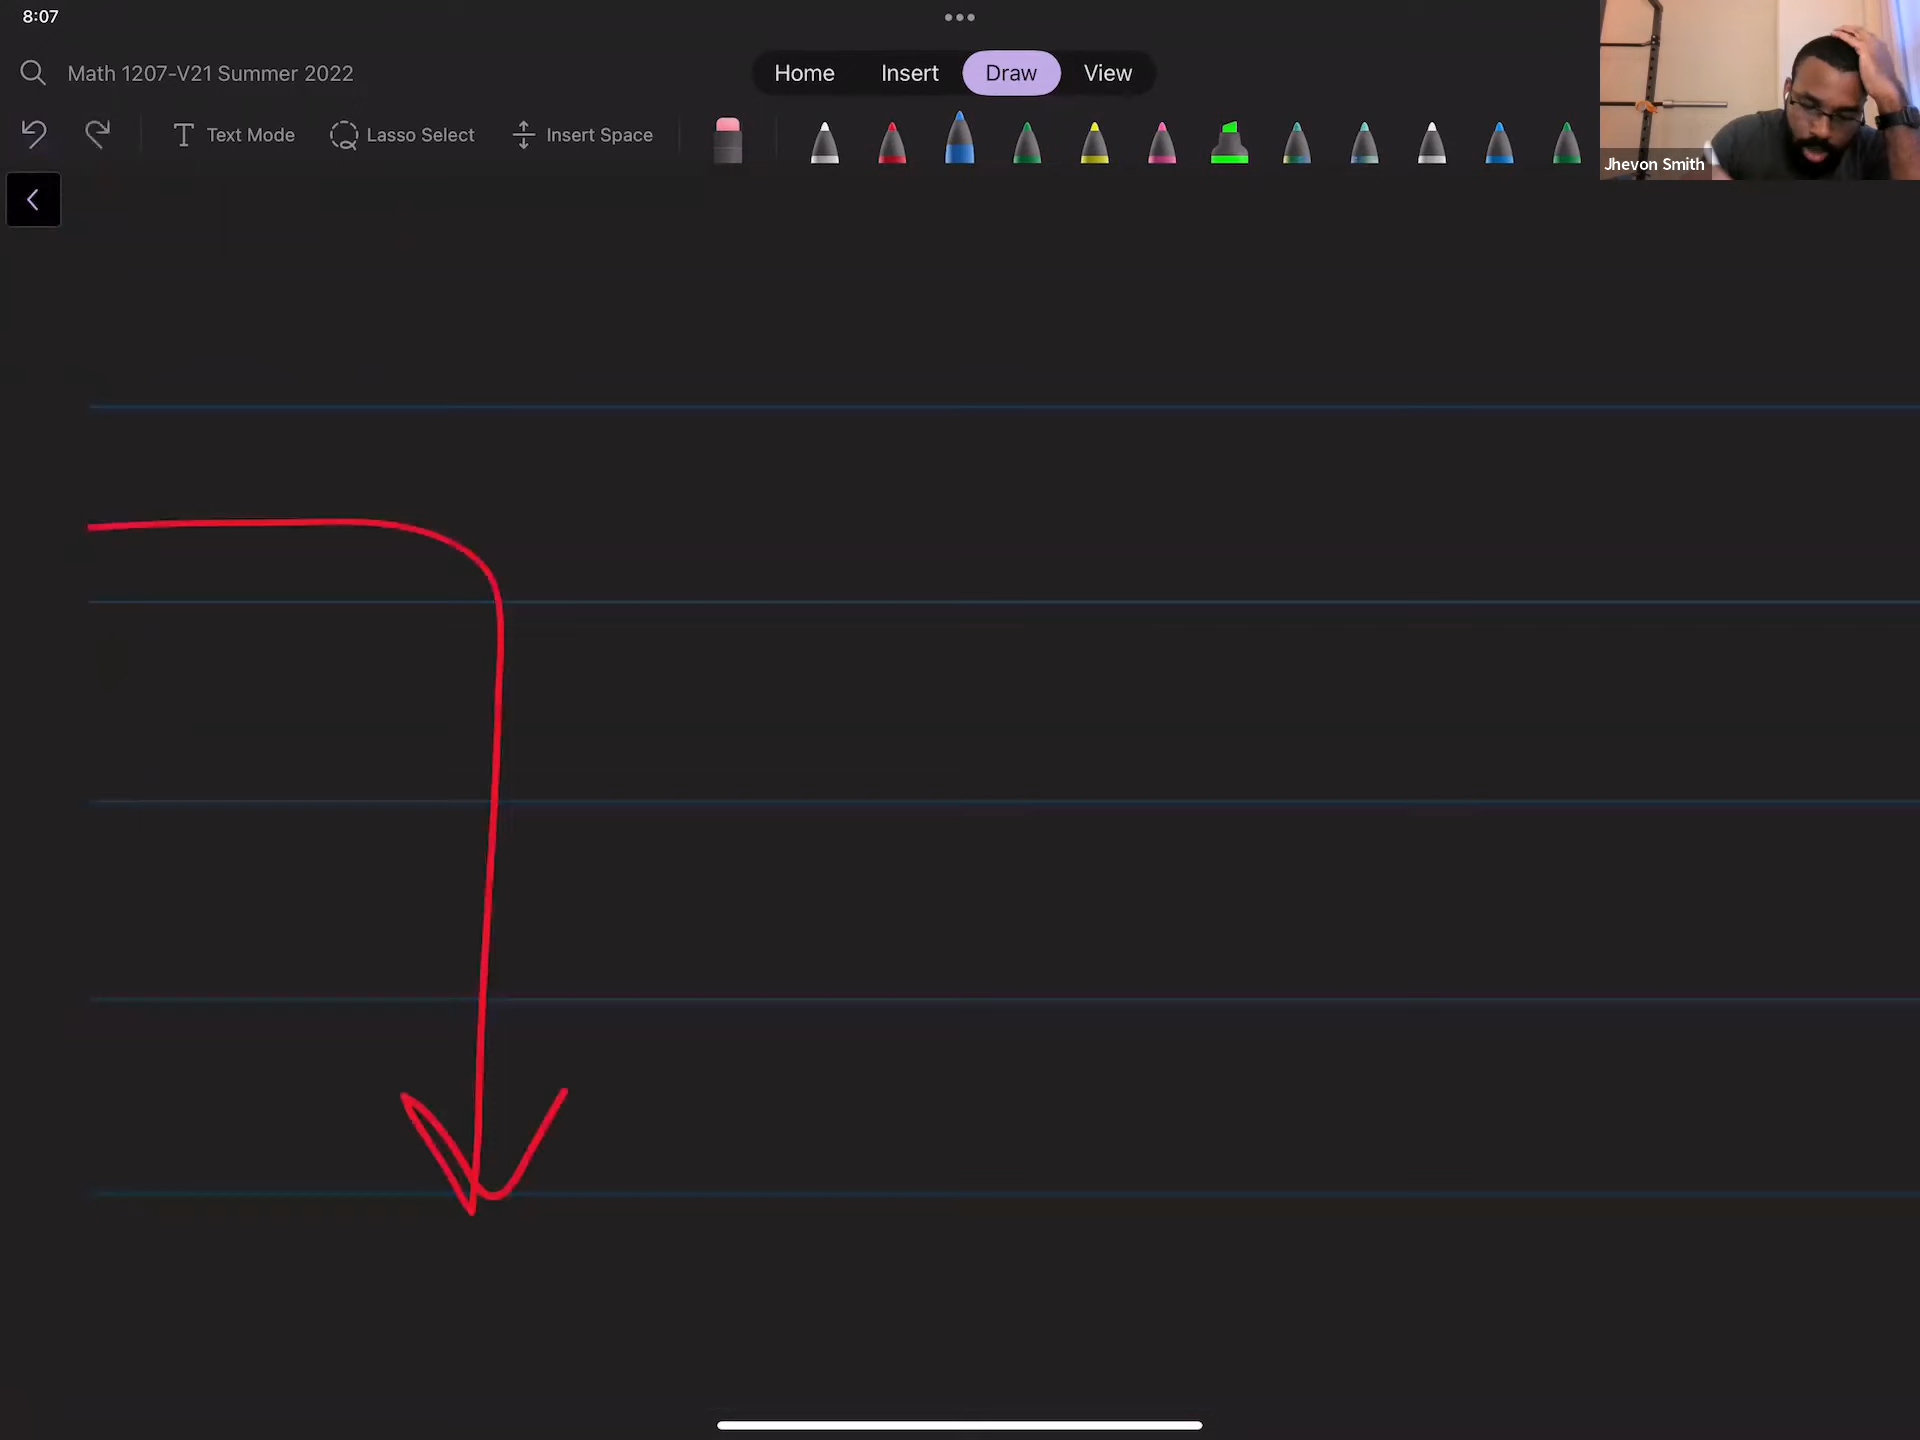 8:07
Math 1207-V21 Summer 2022
Home Insert Draw View
Text Mode Lasso Select Insert Space
Jhevon Smith